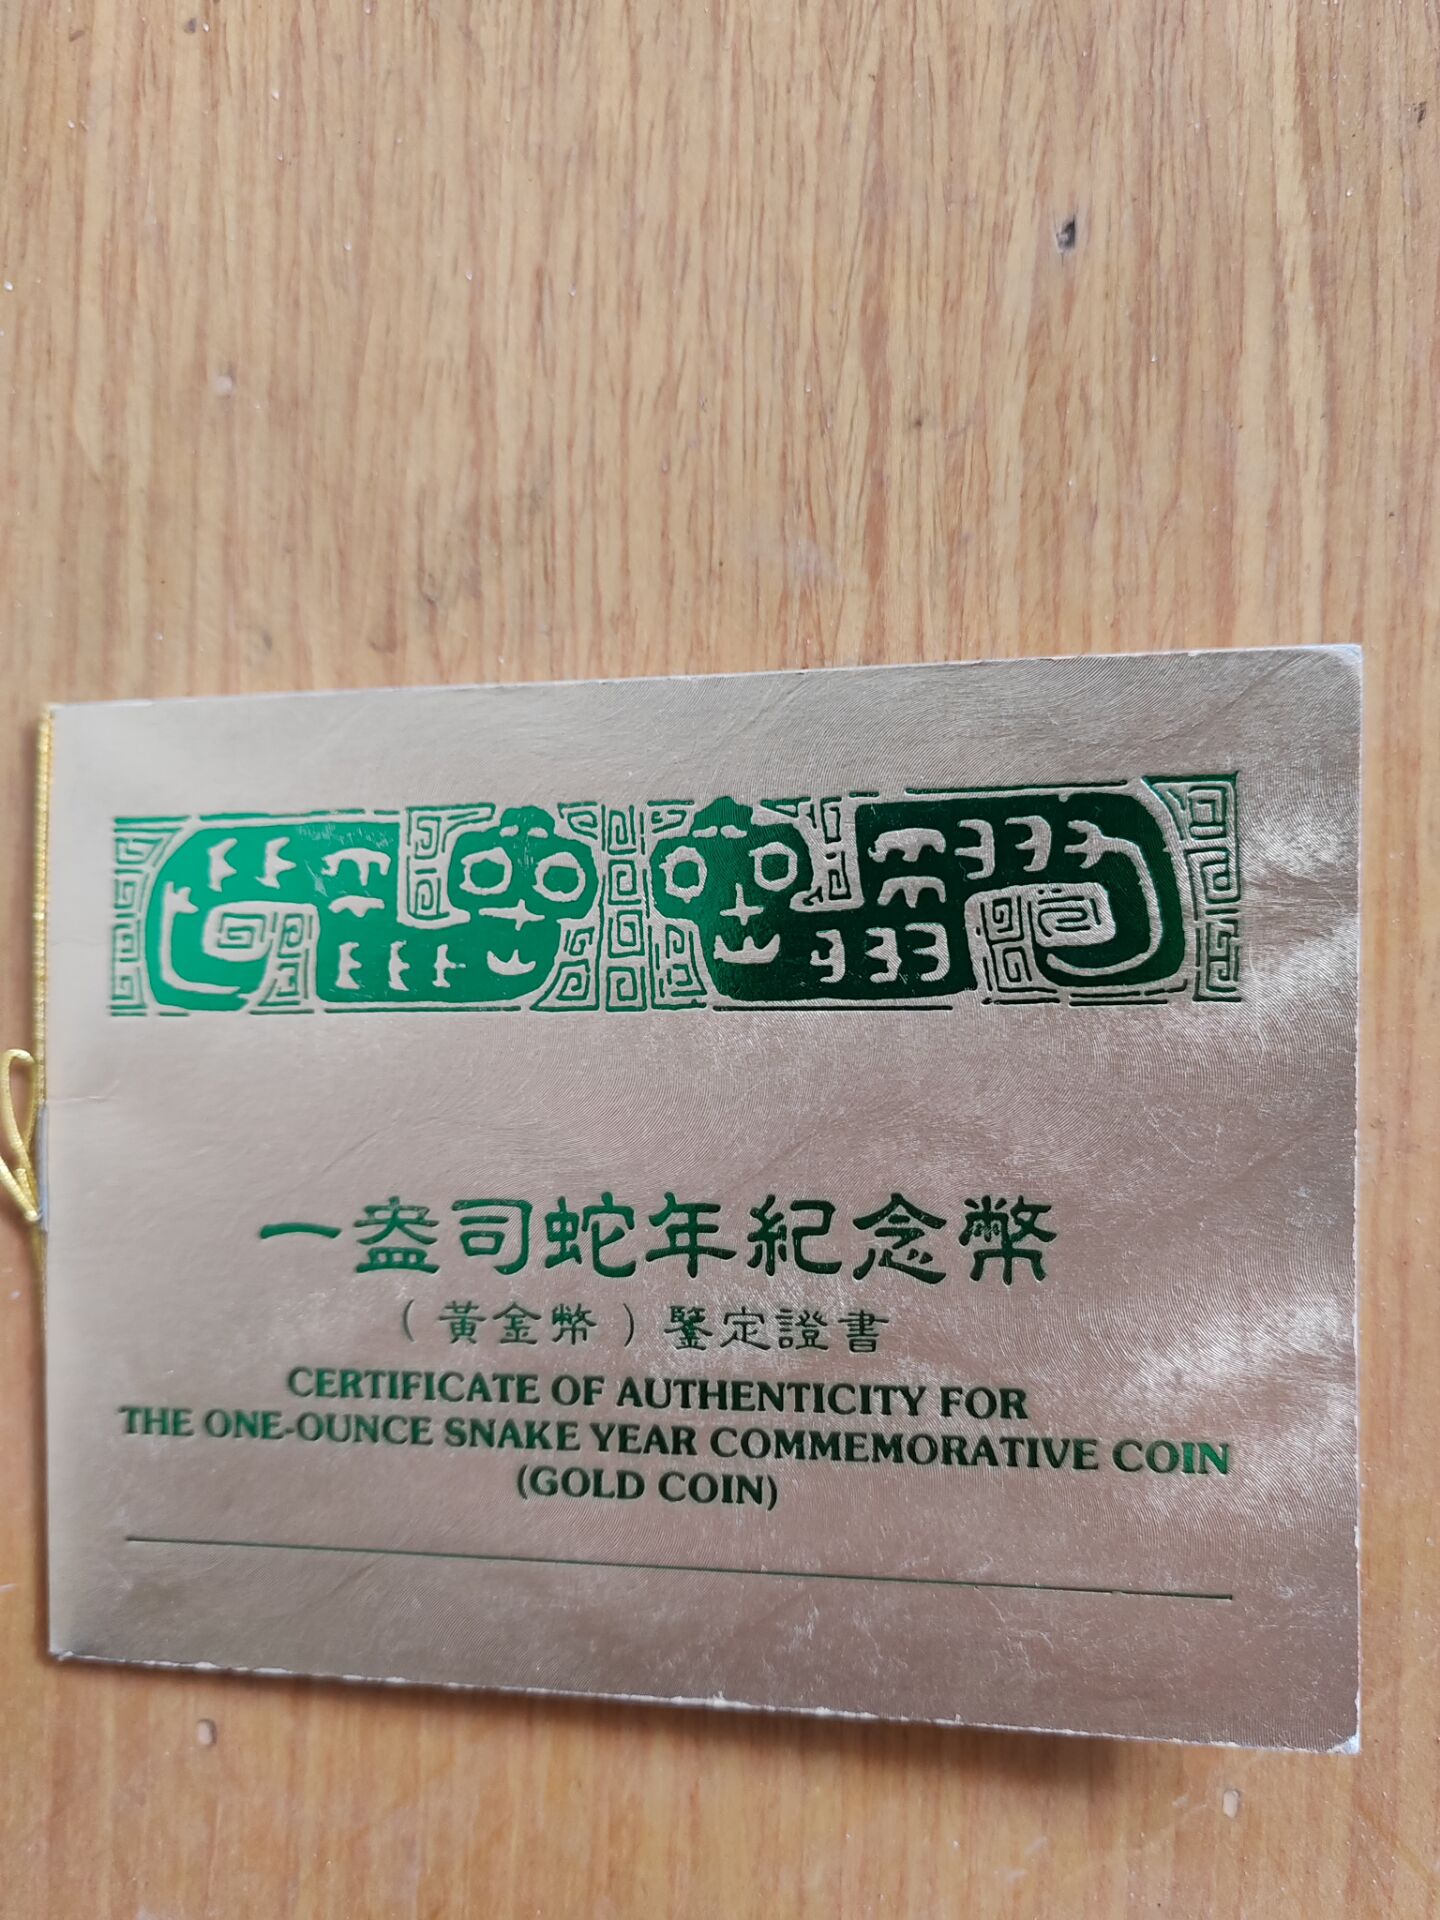 一盎司蛇年紀念幣
（黃金幣）鑒定證書
CERTIFICATE OF AUTHENTICITY FOR
THE ONE-OUNCE SNAKE YEAR COMMEMORATIVE COIN
(GOLD COIN)